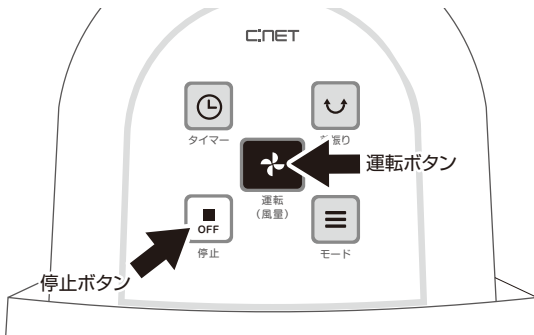 C:NET
タイマー
振り
運転ボタン
運転
（風量）
OFF
停止
モード
停止ボタン